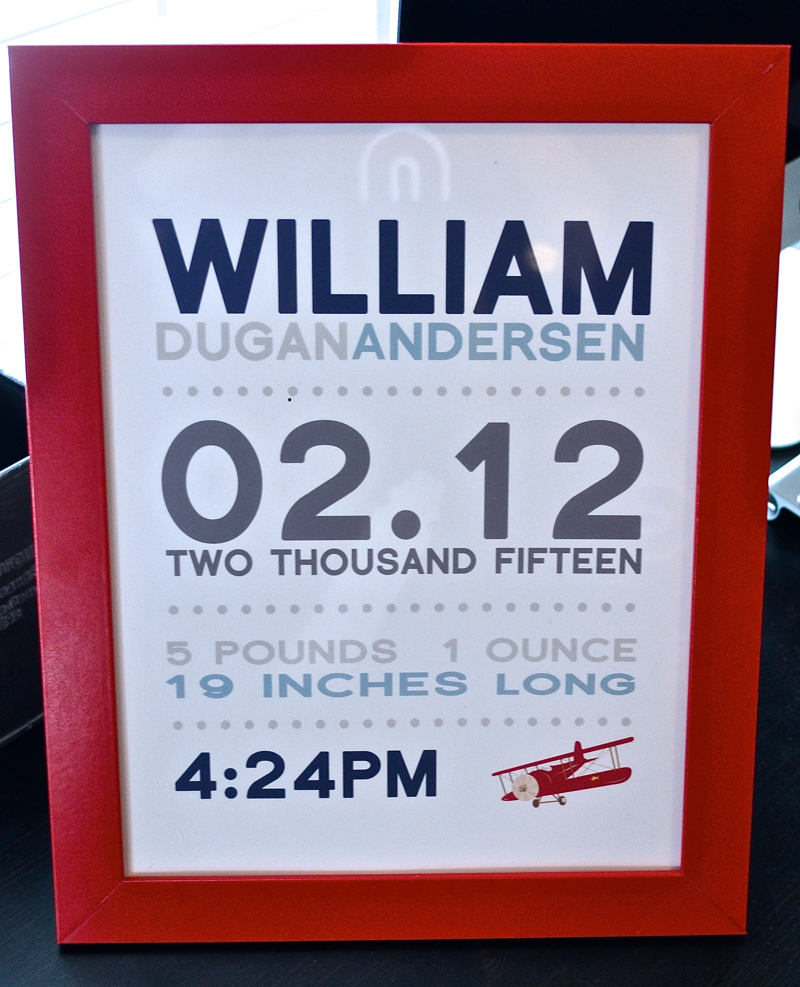 WILLIAM
DUGANANDERSEN
02.12
TWO THOUSAND FIFTEEN
5 POUNDS 1 OUNCE
19 INCHES LONG
4:24PM